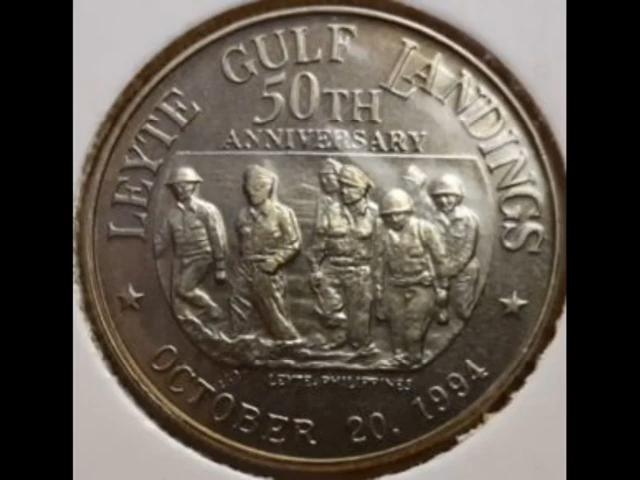 LEYTE GULF LANDINGS
50TH
ANNIVERSARY
LEYTE, PHILIPPINES
OCTOBER 20, 1994